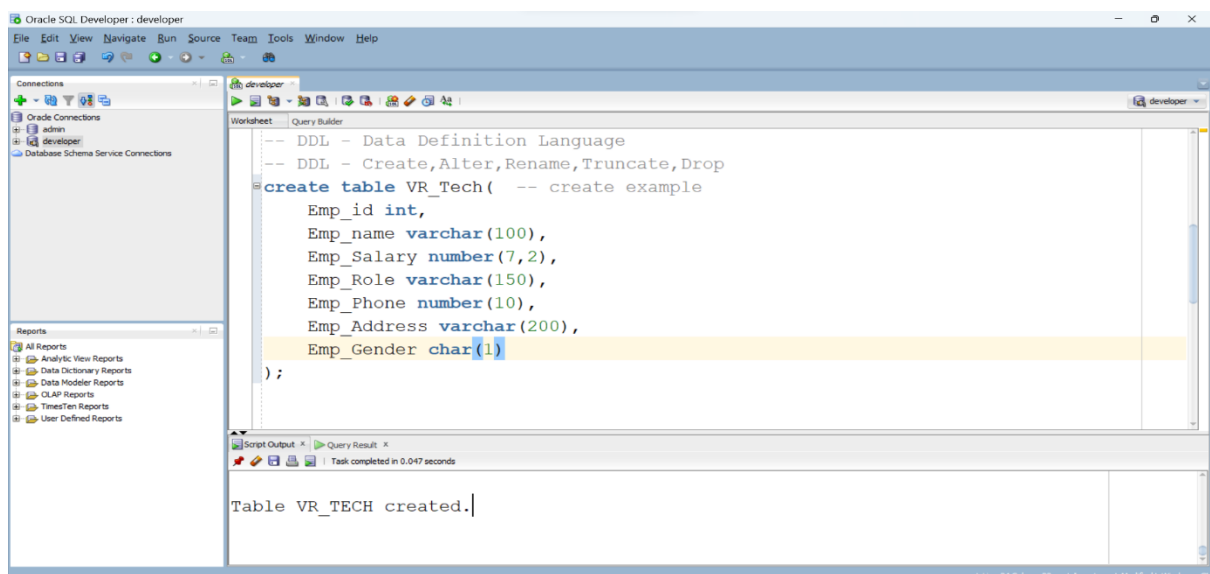 Oracle SQL Developer : developer
File Edit View Navigate Run Source Team Tools Window Help
Connections
Oracle Connections
admin
developer
Database Schema Service Connections
Reports
All Reports
Analytic View Reports
Data Dictionary Reports
Data Modeler Reports
OLAP Reports
TimesTen Reports
User Defined Reports
developer
developer
Worksheet Query Builder
-- DDL - Data Definition Language
-- DDL - Create,Alter,Rename,Truncate,Drop
create table VR_Tech( -- create example
Emp_id int,
Emp_name varchar(100),
Emp_Salary number(7,2),
Emp_Role varchar(150),
Emp_Phone number(10),
Emp_Address varchar(200),
Emp_Gender char(1)
);
Script Output Query Result
Task completed in 0.047 seconds
Table VR_TECH created.